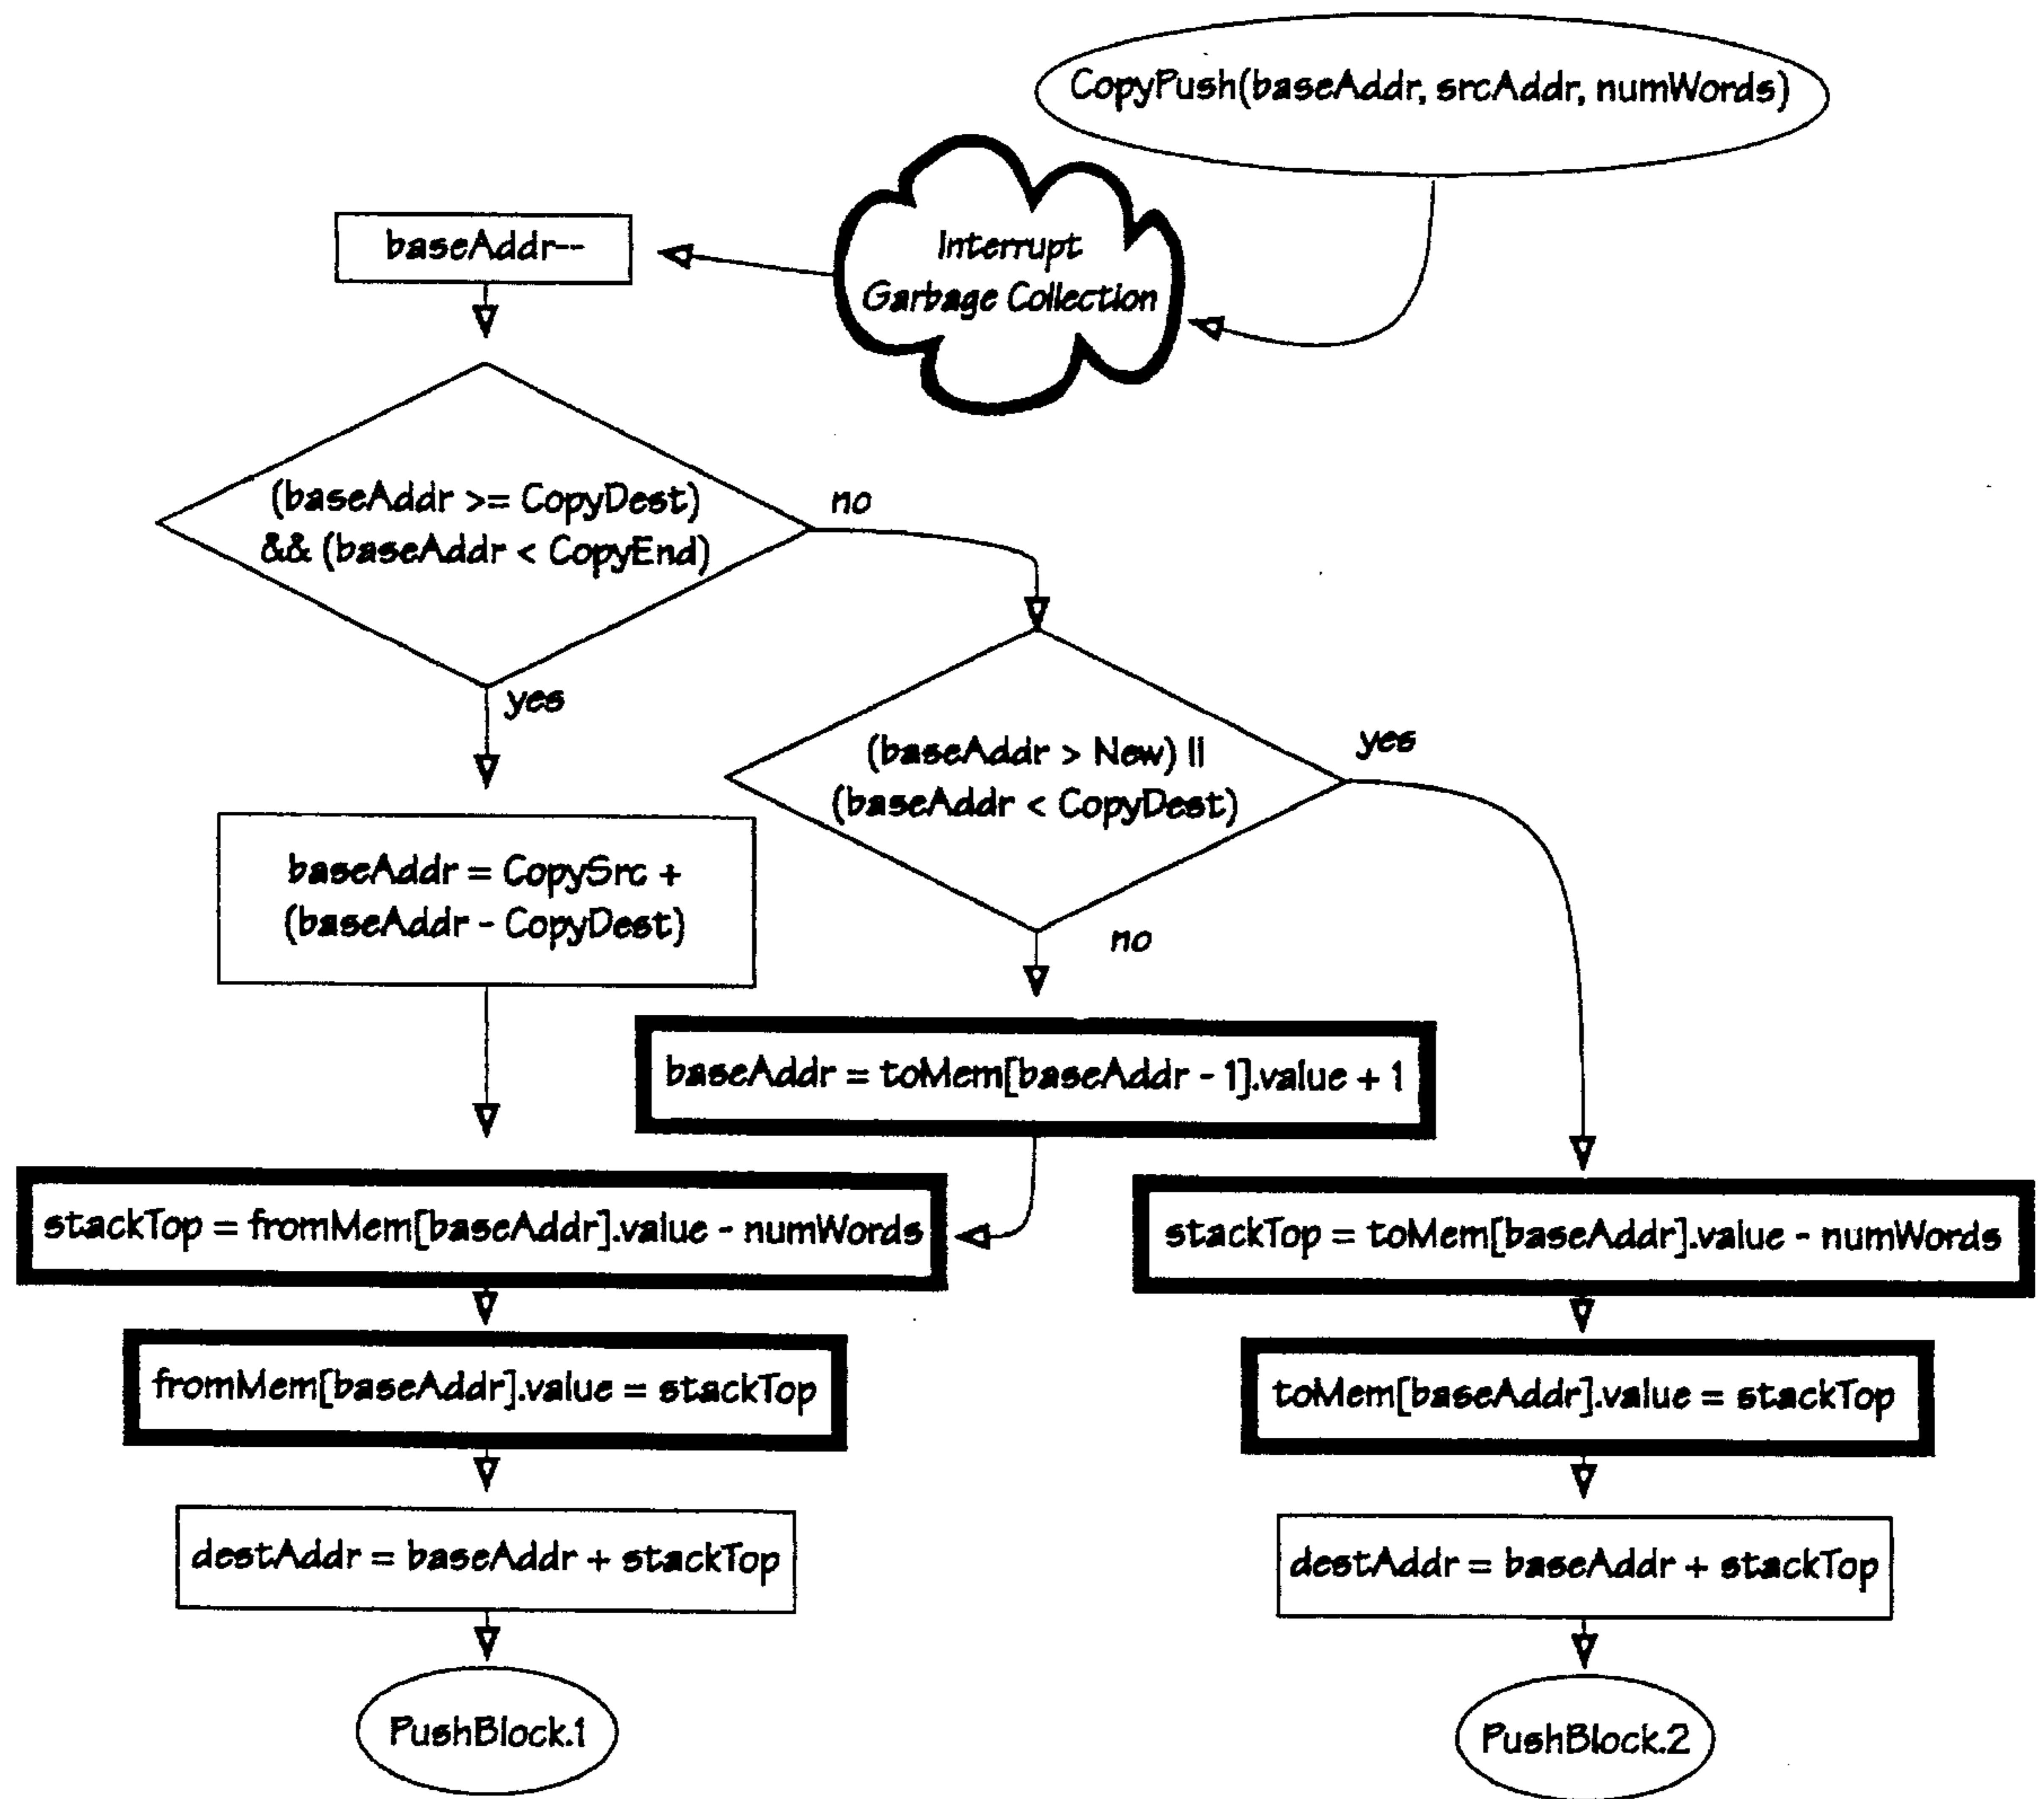 CopyPush(baseAddr, srcAddr, numWords)
Interrupt
Garbage Collection
baseAddr--
(baseAddr >= CopyDest)
&& (baseAddr < CopyEnd)
no
yes
(baseAddr > New) ||
(baseAddr < CopyDest)
yes
no
baseAddr = CopySrc +
(baseAddr - CopyDest)
baseAddr = toMem[baseAddr - 1].value + 1
stackTop = fromMem[baseAddr].value - numWords
stackTop = toMem[baseAddr].value - numWords
fromMem[baseAddr].value = stackTop
toMem[baseAddr].value = stackTop
destAddr = baseAddr + stackTop
destAddr = baseAddr + stackTop
PushBlock.1
PushBlock.2